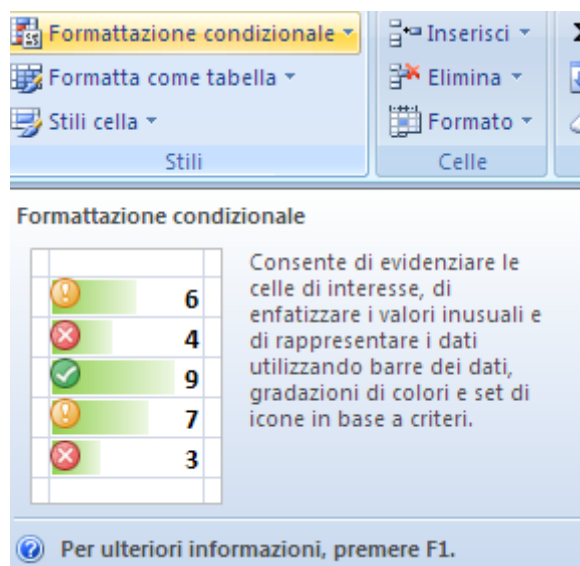 Formattazione condizionale
Inserisci
Formatta come tabella
Elimina
Stili cella
Formato
Stili
Celle
Formattazione condizionale
Consente di evidenziare le
celle di interesse, di
enfatizzare i valori inusuali e
di rappresentare i dati
utilizzando barre dei dati,
gradazioni di colori e set di
icone in base a criteri.
6
4
9
7
3
Per ulteriori informazioni, premere F1.